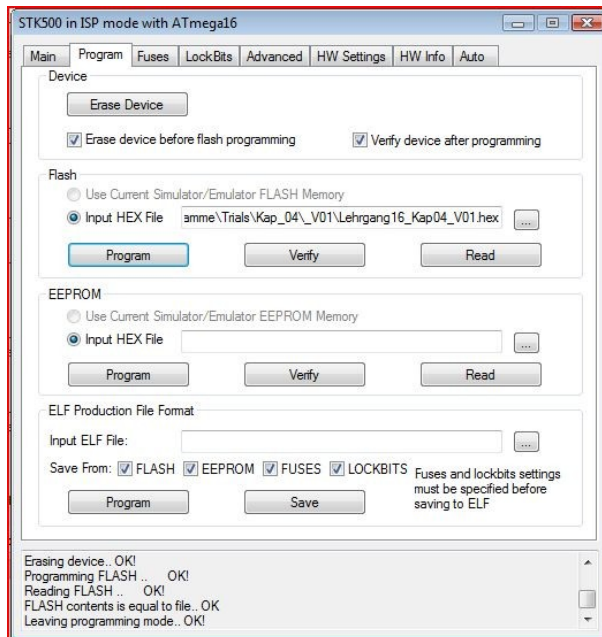 STK500 in ISP mode with ATmega16
Main Program Fuses LockBits Advanced HW Settings HW Info Auto
Device
Erase Device
Erase device before flash programming Verify device after programming
Flash
Use Current Simulator/Emulator FLASH Memory
Input HEX File amme\Trials\Kap_04\_V01\Lehrgang16_Kap04_V01.hex ...
Program Verify Read
EEPROM
Use Current Simulator/Emulator EEPROM Memory
Input HEX File ...
Program Verify Read
ELF Production File Format
Input ELF File: ...
Save From: FLASH EEPROM FUSES LOCKBITS Fuses and lockbits settings
must be specified before
Program Save saving to ELF
Erasing device.. OK!
Programming FLASH .. OK!
Reading FLASH .. OK!
FLASH contents is equal to file.. OK
Leaving programming mode.. OK!